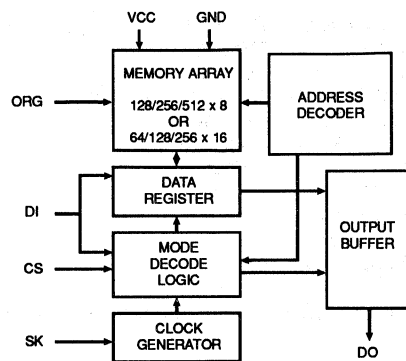 VCC
GND
MEMORY ARRAY
128/256/512 x 8
OR
64/128/256 x 16
ORG
ADDRESS
DECODER
DATA
REGISTER
DI
MODE
DECODE
LOGIC
CS
OUTPUT
BUFFER
CLOCK
GENERATOR
SK
DO